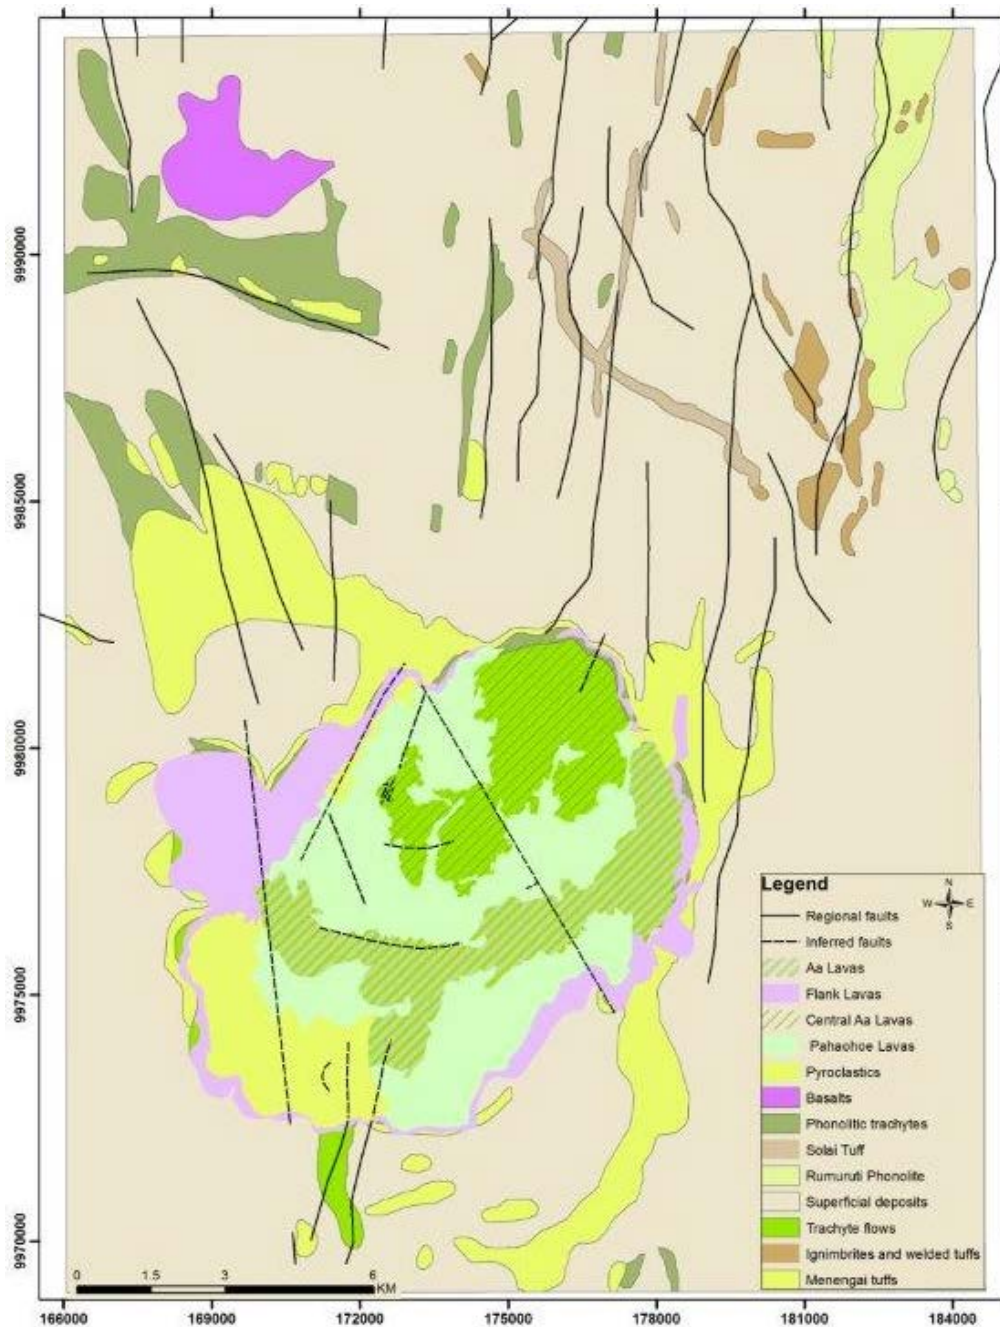 9990000
9985000
9980000
9975000
9970000
Legend
N
W E
S
Regional faults
Inferred faults
Aa Lavas
Flank Lavas
Central Aa Lavas
Pahaohoe Lavas
Pyroclastics
Basalts
Phonolitic trachytes
Solai Tuff
Rumuruti Phonolite
Superficial deposits
Trachyte flows
Ignimbrites and welded tuffs
Menengai tuffs
0 1.5 3 6
KM
166000 169000 172000 175000 178000 181000 184000